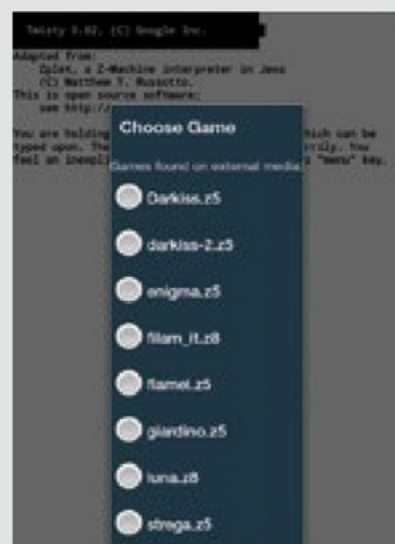 Twisty 0.82, (C) Google Inc.
Adapted from:
Zplet, a Z-Machine interpreter in Java
(C) Matthew T. Russotto.
This is open source software;
see http://
You are holding
hich can be
typed upon. The
rily. You
feel an inexpli
"menu" key.
Choose Game
Games found on external media:
Darkiss.z5
darkiss-2.z5
enigma.z5
filam_it.z8
flamel.z5
giardino.z5
luna.z8
strega.z5